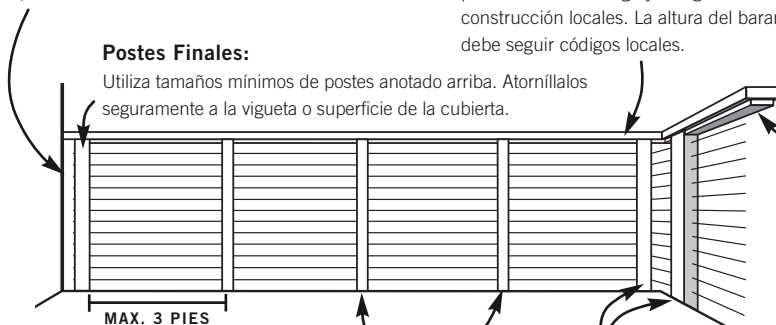 construcción locales. La altura del
debe seguir códigos locales.
Postes Finales:
Utiliza tamaños mínimos de postes anotado arriba. Atorníllalos
seguramente a la vigueta o superficie de la cubierta.
MAX. 3 PIES